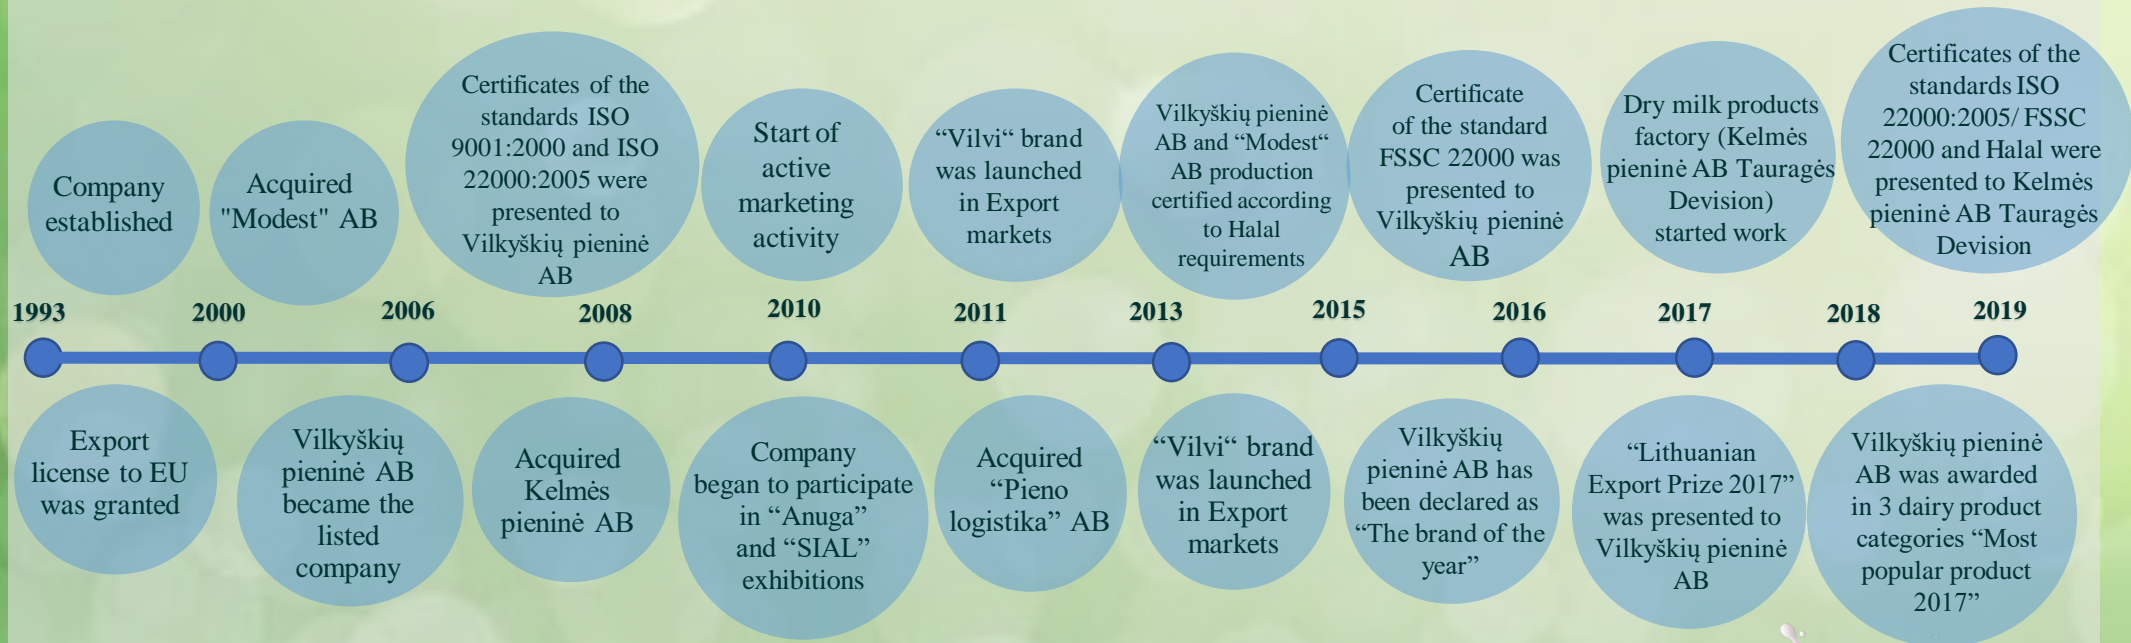 Company
established
Acquired
"Modest" AB
Certificates of the
standards ISO
9001:2000 and ISO
22000:2005 were
presented to
Vilkyškių pieninė
AB
Start of
active
marketing
activity
“Vilvi“ brand
was launched
in Export
markets
Vilkyškių pieninė
AB and “Modest“
AB production
certified according
to Halal
requirements
Certificate
of the standard
FSSC 22000 was
presented to
Vilkyškių pieninė
AB
Dry milk products
factory (Kelmės
pieninė AB Tauragės
Devision)
started work
Certificates of the
standards ISO
22000:2005/ FSSC
22000 and Halal were
presented to Kelmės
pieninė AB Tauragės
Devision
1993 2000 2006 2008 2010 2011 2013 2015 2016 2017 2018 2019
Export
license to EU
was granted
Vilkyškių
pieninė AB
became the
listed
company
Acquired
Kelmės
pieninė AB
Company
began to participate
in “Anuga”
and “SIAL”
exhibitions
Acquired
“Pieno
logistika” AB
“Vilvi“ brand
was launched
in Export
markets
Vilkyškių
pieninė AB has
been declared as
“The brand of the
year”
“Lithuanian
Export Prize 2017”
was presented to
Vilkyškių pieninė
AB
Vilkyškių pieninė
AB was awarded
in 3 dairy product
categories “Most
popular product
2017”